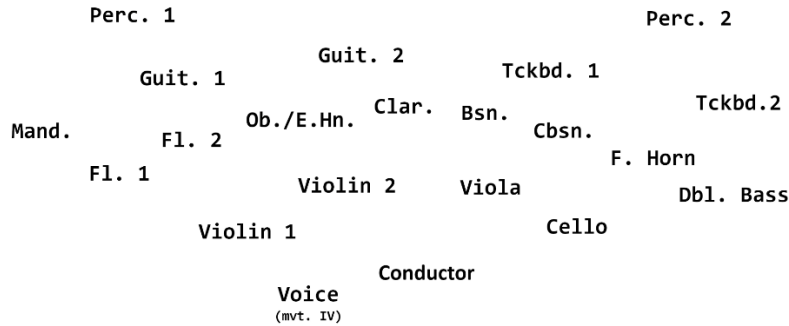 Perc. 1
Perc. 2
Guit. 2
Guit. 1
Tckbd. 1
Tckbd.2
Clar.
Bsn.
Ob./E.Hn.
Cbsn.
Mand.
Fl. 2
F. Horn
Fl. 1
Violin 2
Viola
Dbl. Bass
Violin 1
Cello
Conductor
Voice
(mvt. IV)